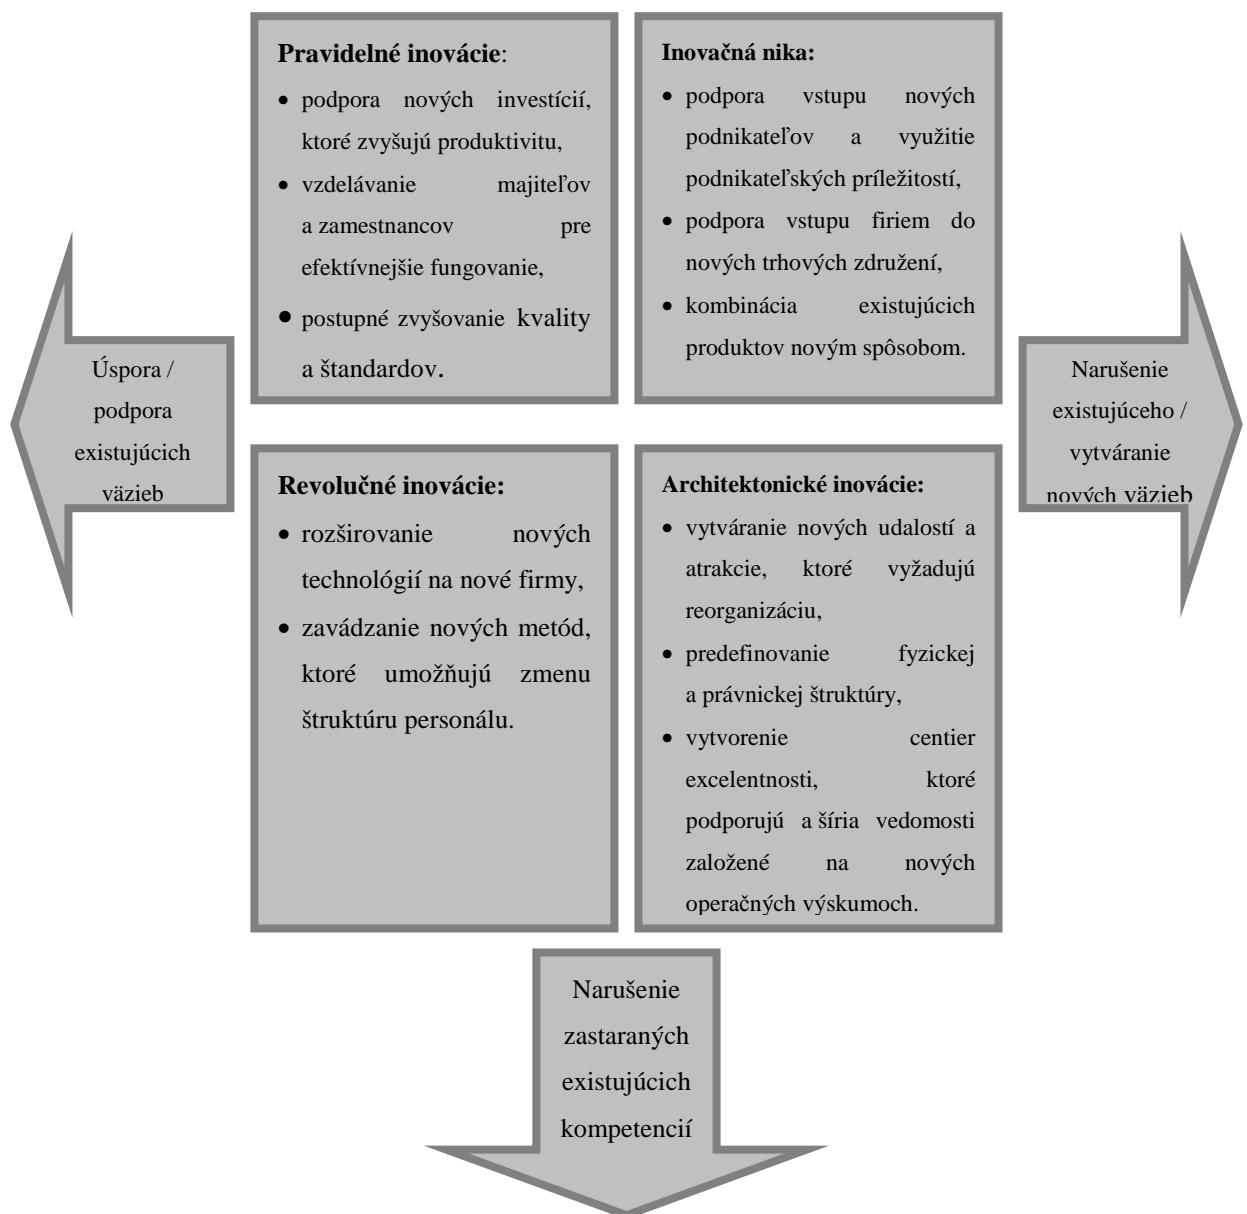 Pravidelné inovácie:
• podpora nových investícií,
ktoré zvyšujú produktivitu,
• vzdelávanie majiteľov
a zamestnancov pre
efektívnejšie fungovanie,
• postupné zvyšovanie kvality
a štandardov.
Inovačná nika:
• podpora vstupu nových
podnikateľov a využitie
podnikateľských príležitostí,
• podpora vstupu firiem do
nových trhových združení,
• kombinácia existujúcich
produktov novým spôsobom.
Úspora /
podpora
existujúcich
väzieb
Narušenie
existujúceho /
vytváranie
nových väzieb
Revolučné inovácie:
• rozširovanie nových
technológií na nové firmy,
• zavádzanie nových metód,
ktoré umožňujú zmenu
štruktúru personálu.
Architektonické inovácie:
• vytváranie nových udalostí a
atrakcie, ktoré vyžadujú
reorganizáciu,
• predefinovanie fyzickej
a právnickej štruktúry,
• vytvorenie centier
excelentnosti, ktoré
podporujú a šíria vedomosti
založené na nových
operačných výskumoch.
Narušenie
zastaraných
existujúcich
kompetencií